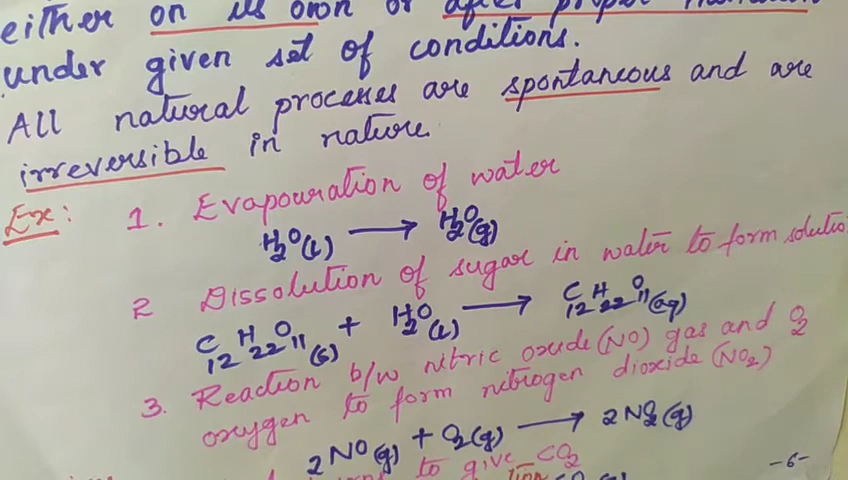 either on its own or after proper
under given set of conditions.
All natural processes are spontaneous and are
irreversible in nature.
Ex: 1. Evapouration of water
H2O(l) ⟶ H2O(g)
2 Dissolution of sugar in water to form solutio
C12H22O11(s) + H2O(l) ⟶ C12H22O11(aq)
3. Reaction b/w nitric oxide (NO) gas and O2
oxygen to form nitrogen dioxide (NO2)
2NO(g) + O2(g) ⟶ 2NO2(g)
to give CO2
-6-